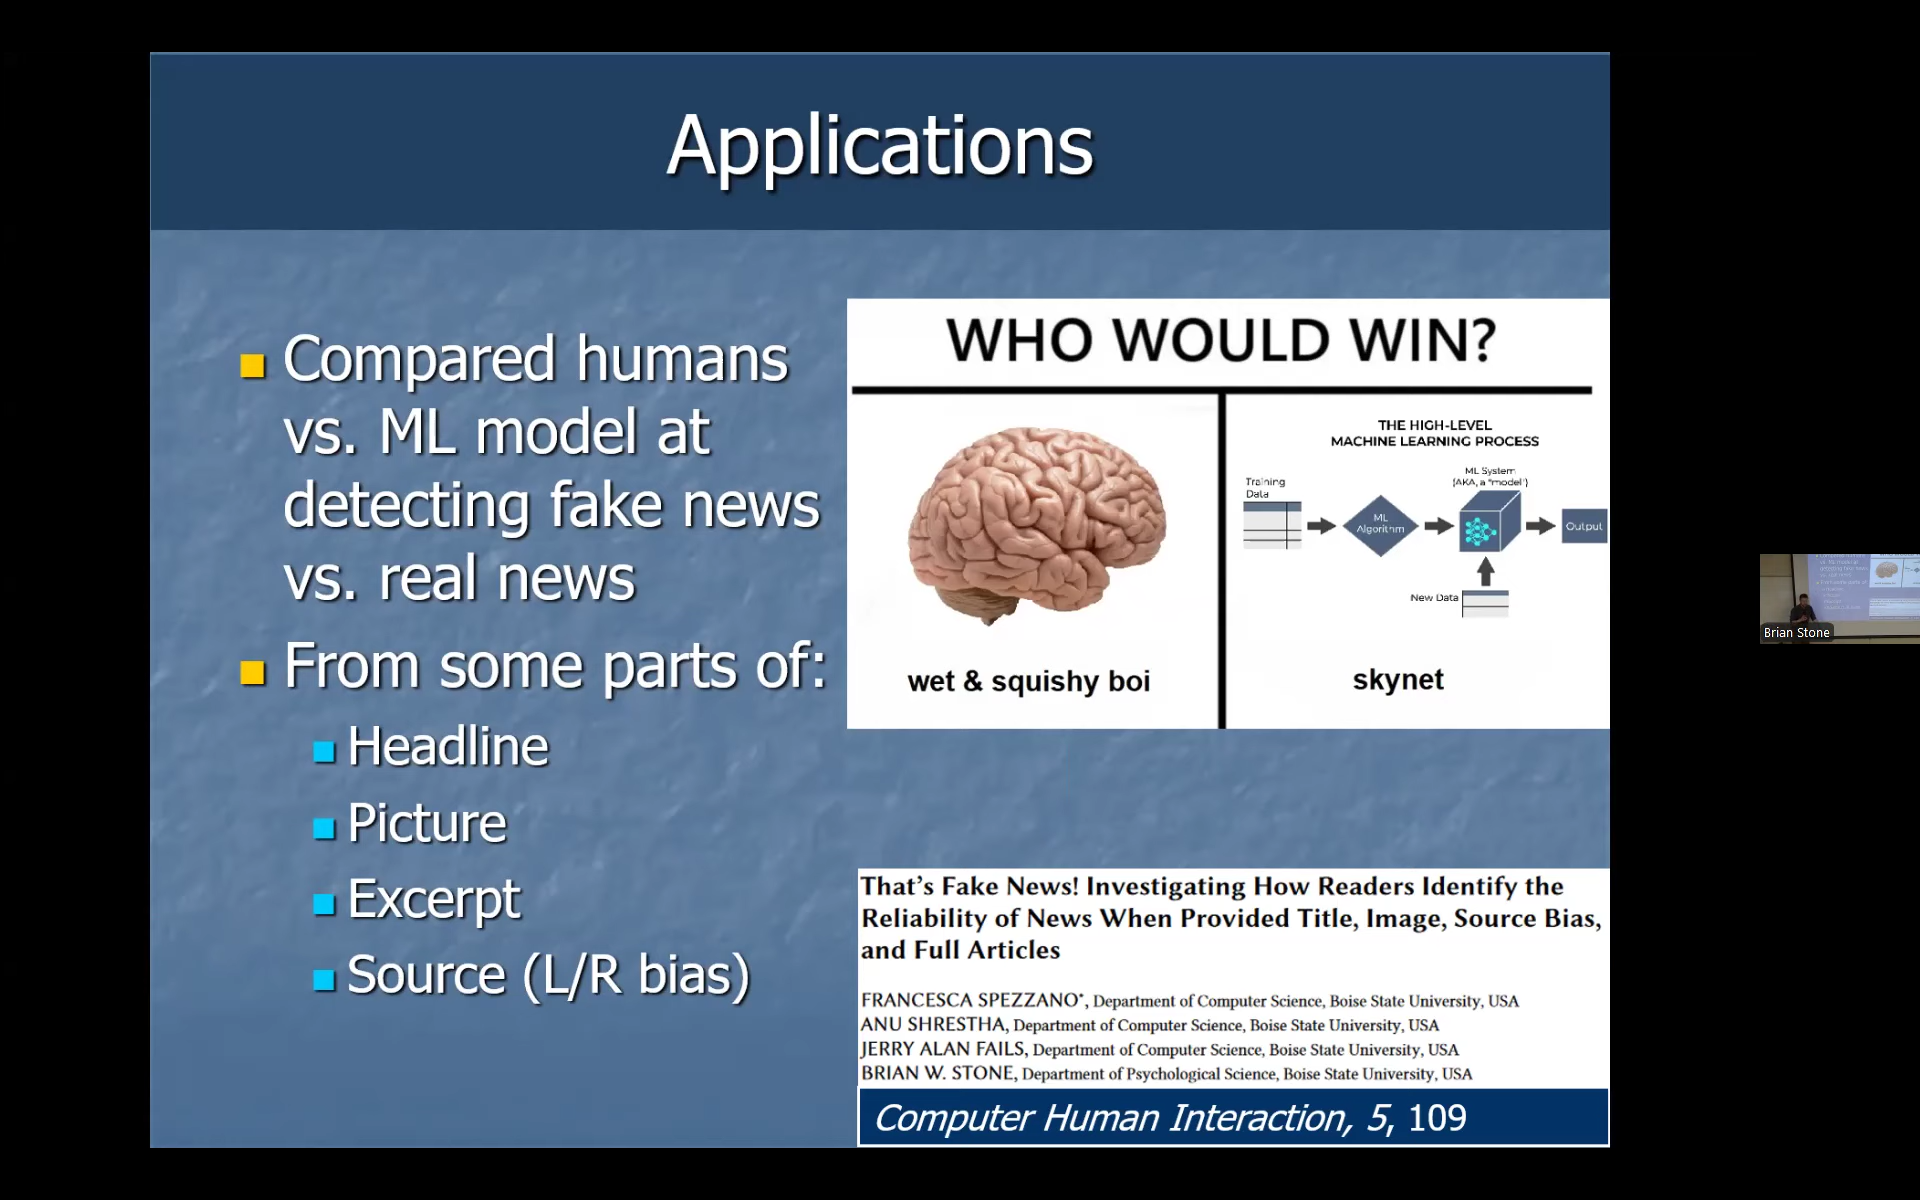 Applications
Compared humans
vs. ML model at
detecting fake news
vs. real news
From some parts of:
Headline
Picture
Excerpt
Source (L/R bias)
WHO WOULD WIN?
wet & squishy boi
THE HIGH-LEVEL
MACHINE LEARNING PROCESS
Training
Data
ML
Algorithm
ML System
(AKA, a "model")
Output
New Data
skynet
That's Fake News! Investigating How Readers Identify the
Reliability of News When Provided Title, Image, Source Bias,
and Full Articles
FRANCESCA SPEZZANO*, Department of Computer Science, Boise State University, USA
ANU SHRESTHA, Department of Computer Science, Boise State University, USA
JERRY ALAN FAILS, Department of Computer Science, Boise State University, USA
BRIAN W. STONE, Department of Psychological Science, Boise State University, USA
Computer Human Interaction, 5, 109
Brian Stone